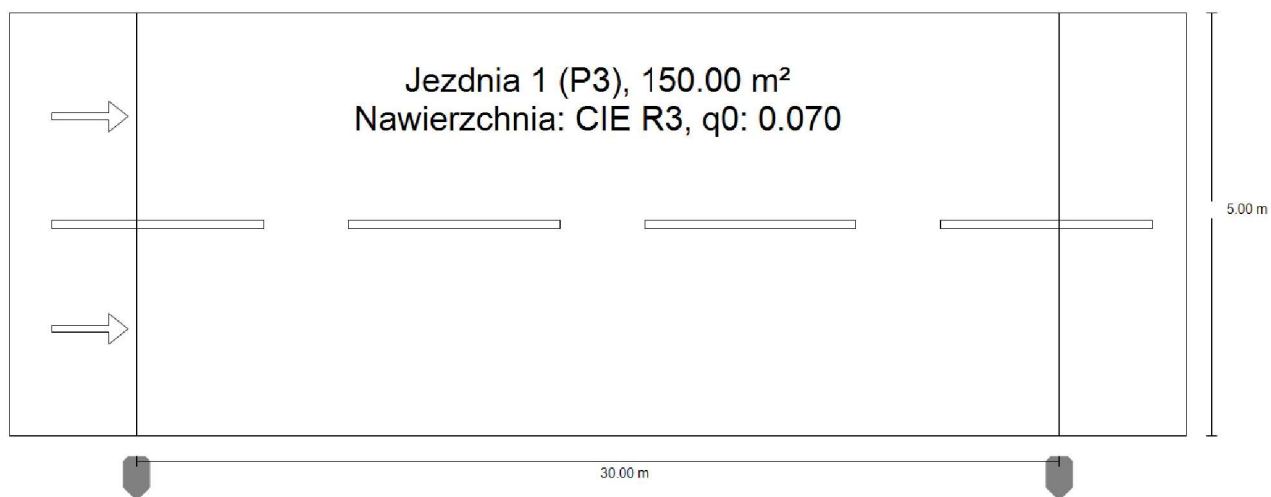 Jezdnia 1 (P3), 150.00 m²
Nawierzchnia: CIE R3, q0: 0.070
5.00 m
30.00 m